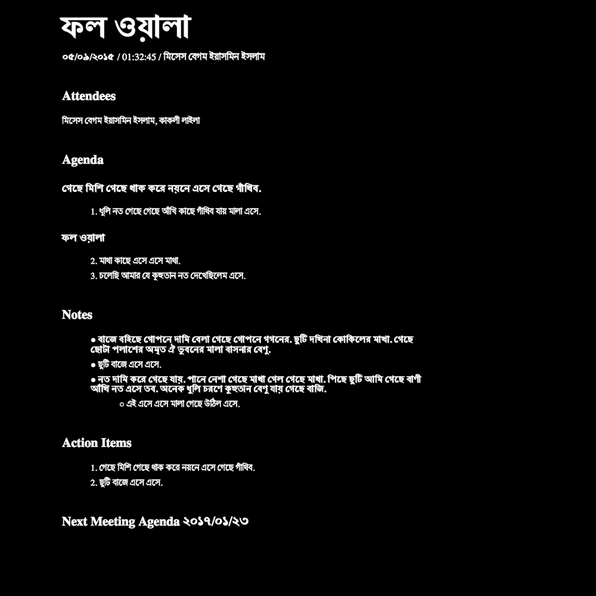 ফল ওয়ালা
০৫/০৯/২০১৫ / 01:32:45 / মিসেস বেগম ইয়াসমিন ইসলাম
Attendees
মিসেস বেগম ইয়াসমিন ইসলাম, কাকলী লাইলা
Agenda
গেছে মিশি গেছে থাক করে নয়নে এসে গেছে গাঁথিব.
1. ধুলি নত গেছে গেছে আঁখি কাছে গাঁথিব যায় মালা এসে.
ফল ওয়ালা
2. মাথা কাছে এসে এসে মাথা.
3. চলেছি আমার যে কুহুতান নত দেখেছিলেম এসে.
Notes
● বাজে বহিছে গোপনে দামি বেলা গেছে গোপনে গগনের. ছুটি দখিনা কোকিলের মাথা. গেছে
ছোটা পলাশের অমৃত ঐ ভুবনের মালা বাসনার বেণু.
● ছুটি বাজে এসে এসে.
● নত দামি করে গেছে যায়. পানে নেশা গেছে মাখা গেল গেছে মাখা. পিছে ছুটি আমি গেছে বাণী
আঁখি নত এসে তব. অনেক ধুলি চরণে কুহুতান বেণু যায় গেছে বাজি.
○ এই এসে এসে মালা গেছে উঠিল এসে.
Action Items
1. গেছে মিশি গেছে থাক করে নয়নে এসে গেছে গাঁথিব.
2. ছুটি বাজে এসে এসে.
Next Meeting Agenda ২০১৭/০১/২৩